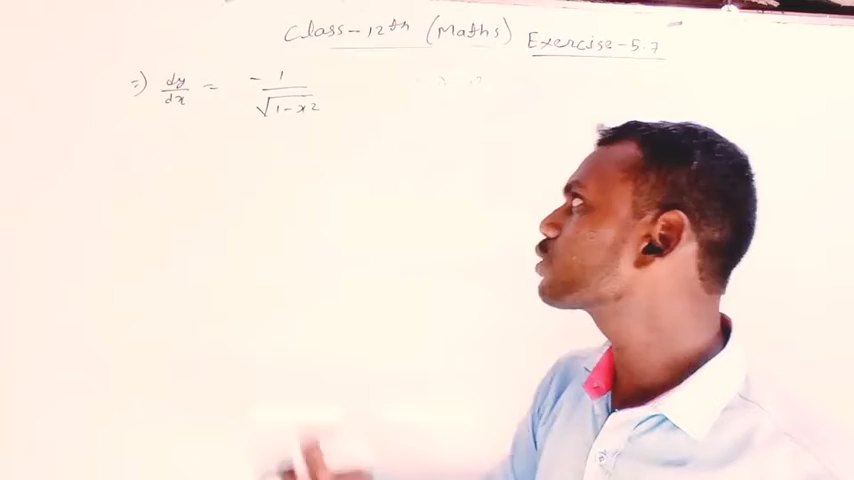 Class-12th (Maths) Exercise-5.7
=) dy/dx = -1/√1-x2